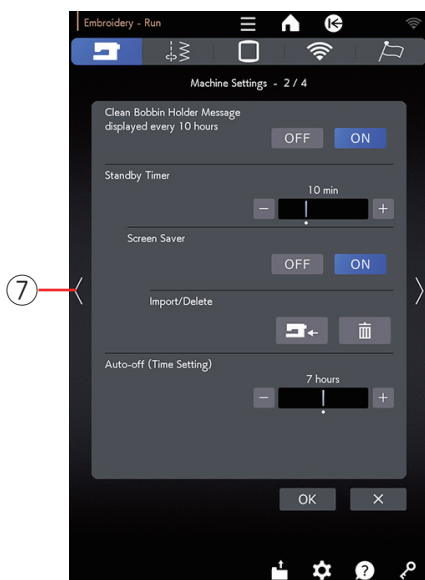 Embroidery - Run
Machine Settings - 2 / 4
Clean Bobbin Holder Message
displayed every 10 hours
OFF ON
Standby Timer
10 min
− +
Screen Saver
OFF ON
Import/Delete
Auto-off (Time Setting)
7 hours
− +
OK ×
?
⑦